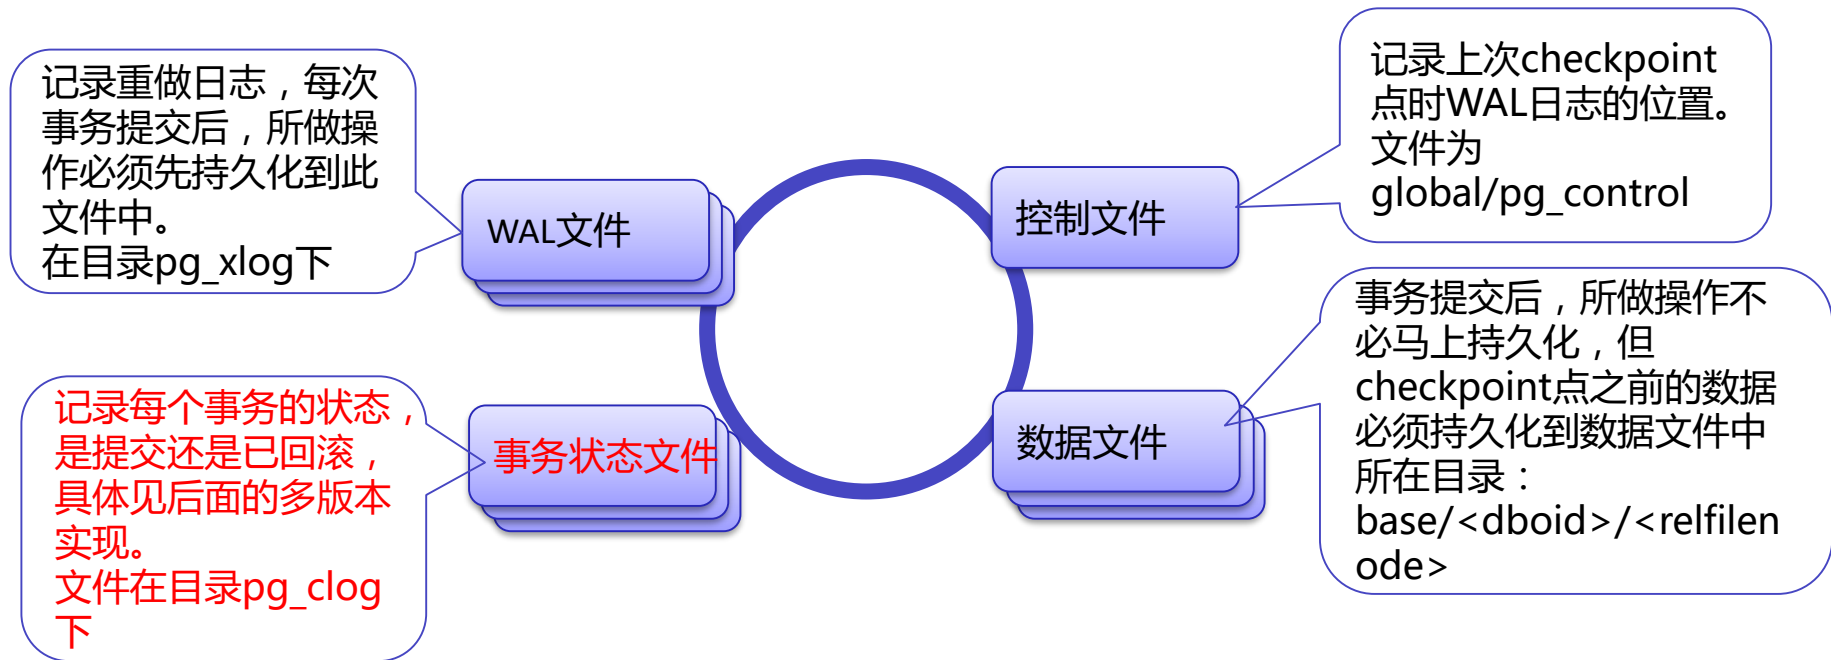 记录重做日志，每次
事务提交后，所做操
作必须先持久化到此
文件中。
在目录pg_xlog下
WAL文件
记录上次checkpoint
点时WAL日志的位置。
文件为
global/pg_control
控制文件
记录每个事务的状态，
是提交还是已回滚，
具体见后面的多版本
实现。
文件在目录pg_clog
下
事务状态文件
事务提交后，所做操作不
必马上持久化，但
checkpoint点之前的数据
必须持久化到数据文件中
所在目录：
base/<dboid>/<relfilen
ode>
数据文件